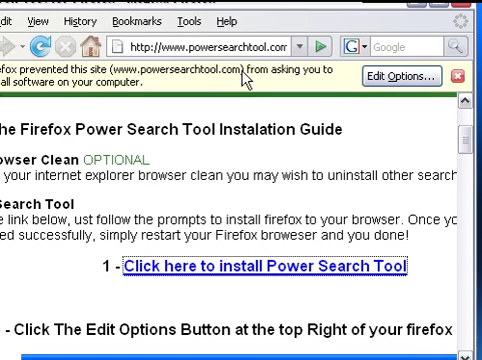 View History Bookmarks Tools Help
http://www.powersearchtool.com
G Google
efox prevented this site (www.powersearchtool.com) from asking you to
all software on your computer.
Edit Options...
he Firefox Power Search Tool Instalation Guide
owser Clean OPTIONAL
your internet explorer browser clean you may wish to uninstall other search
Search Tool
e link below, ust follow the prompts to install firefox to your browser. Once yo
ed successfully, simply restart your Firefox broweser and you done!
1 - Click here to install Power Search Tool
- Click The Edit Options Button at the top Right of your firefox